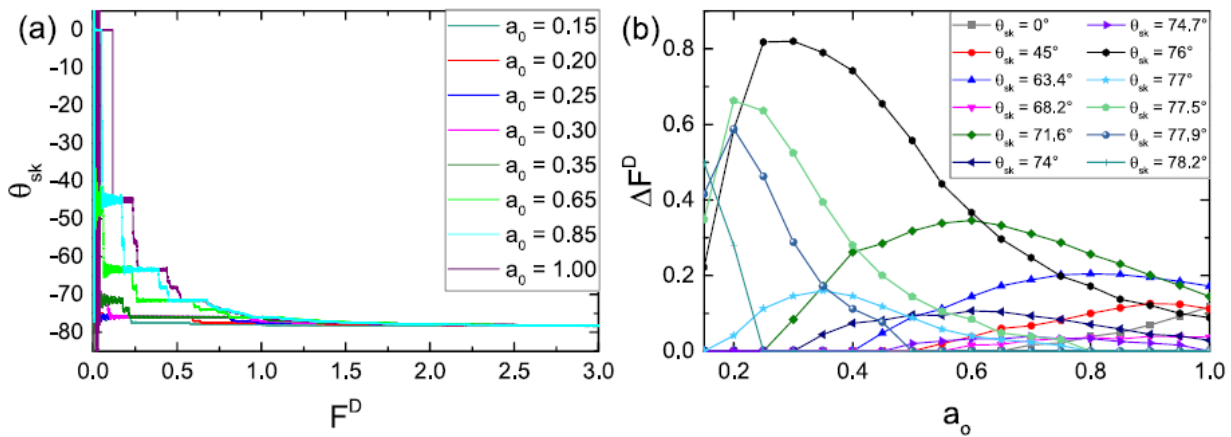 (a)
0
-10
-20
-30
-40
-50
-60
-70
-80
θsk
0.0 0.5 1.0 1.5 2.0 2.5 3.0
F^D
a₀ = 0.15
a₀ = 0.20
a₀ = 0.25
a₀ = 0.30
a₀ = 0.35
a₀ = 0.65
a₀ = 0.85
a₀ = 1.00
(b)
0.8
0.6
0.4
0.2
0.0
ΔF^D
0.2 0.4 0.6 0.8 1.0
a₀
θsk = 0° θsk = 74.7°
θsk = 45° θsk = 76°
θsk = 63.4° θsk = 77°
θsk = 68.2° θsk = 77.5°
θsk = 71.6° θsk = 77,9°
θsk = 74° θsk = 78.2°